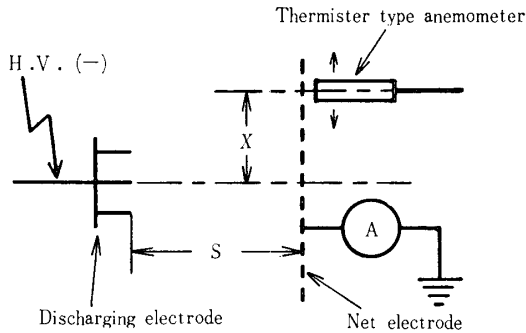 Thermister type anemometer
H.V. (−)
X
S
A
Discharging electrode
Net electrode